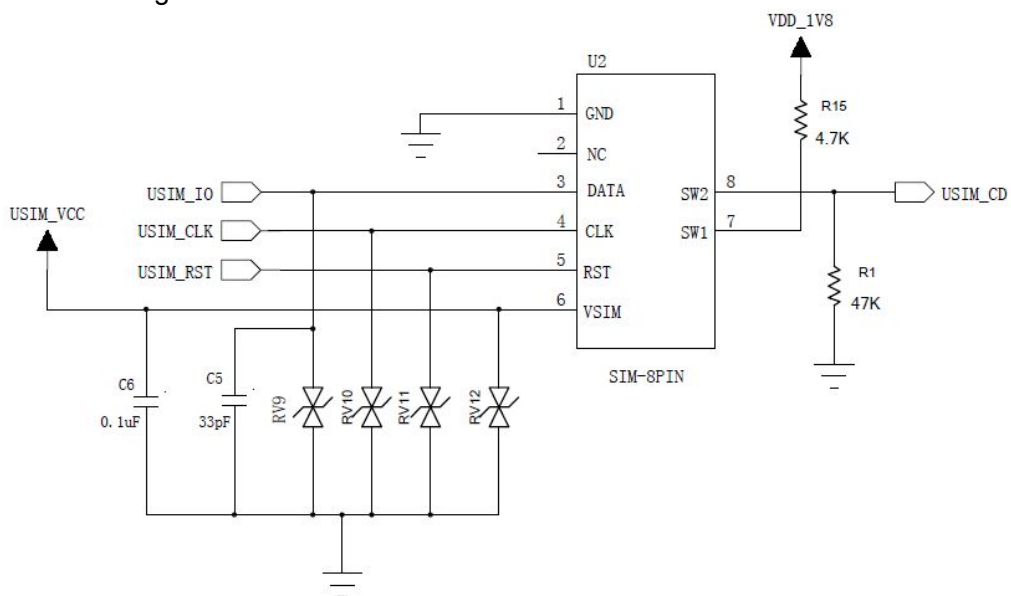 g
VDD_1V8
U2
R15
4.7K
1
GND
2
NC
USIM_IO
3
DATA
SW2
8
USIM_CD
USIM_VCC
USIM_CLK
4
CLK
SW1
7
USIM_RST
5
RST
R1
47K
6
VSIM
SIM-8PIN
C6
0.1uF
C5
33pF
RV9
RV10
RV11
RV12